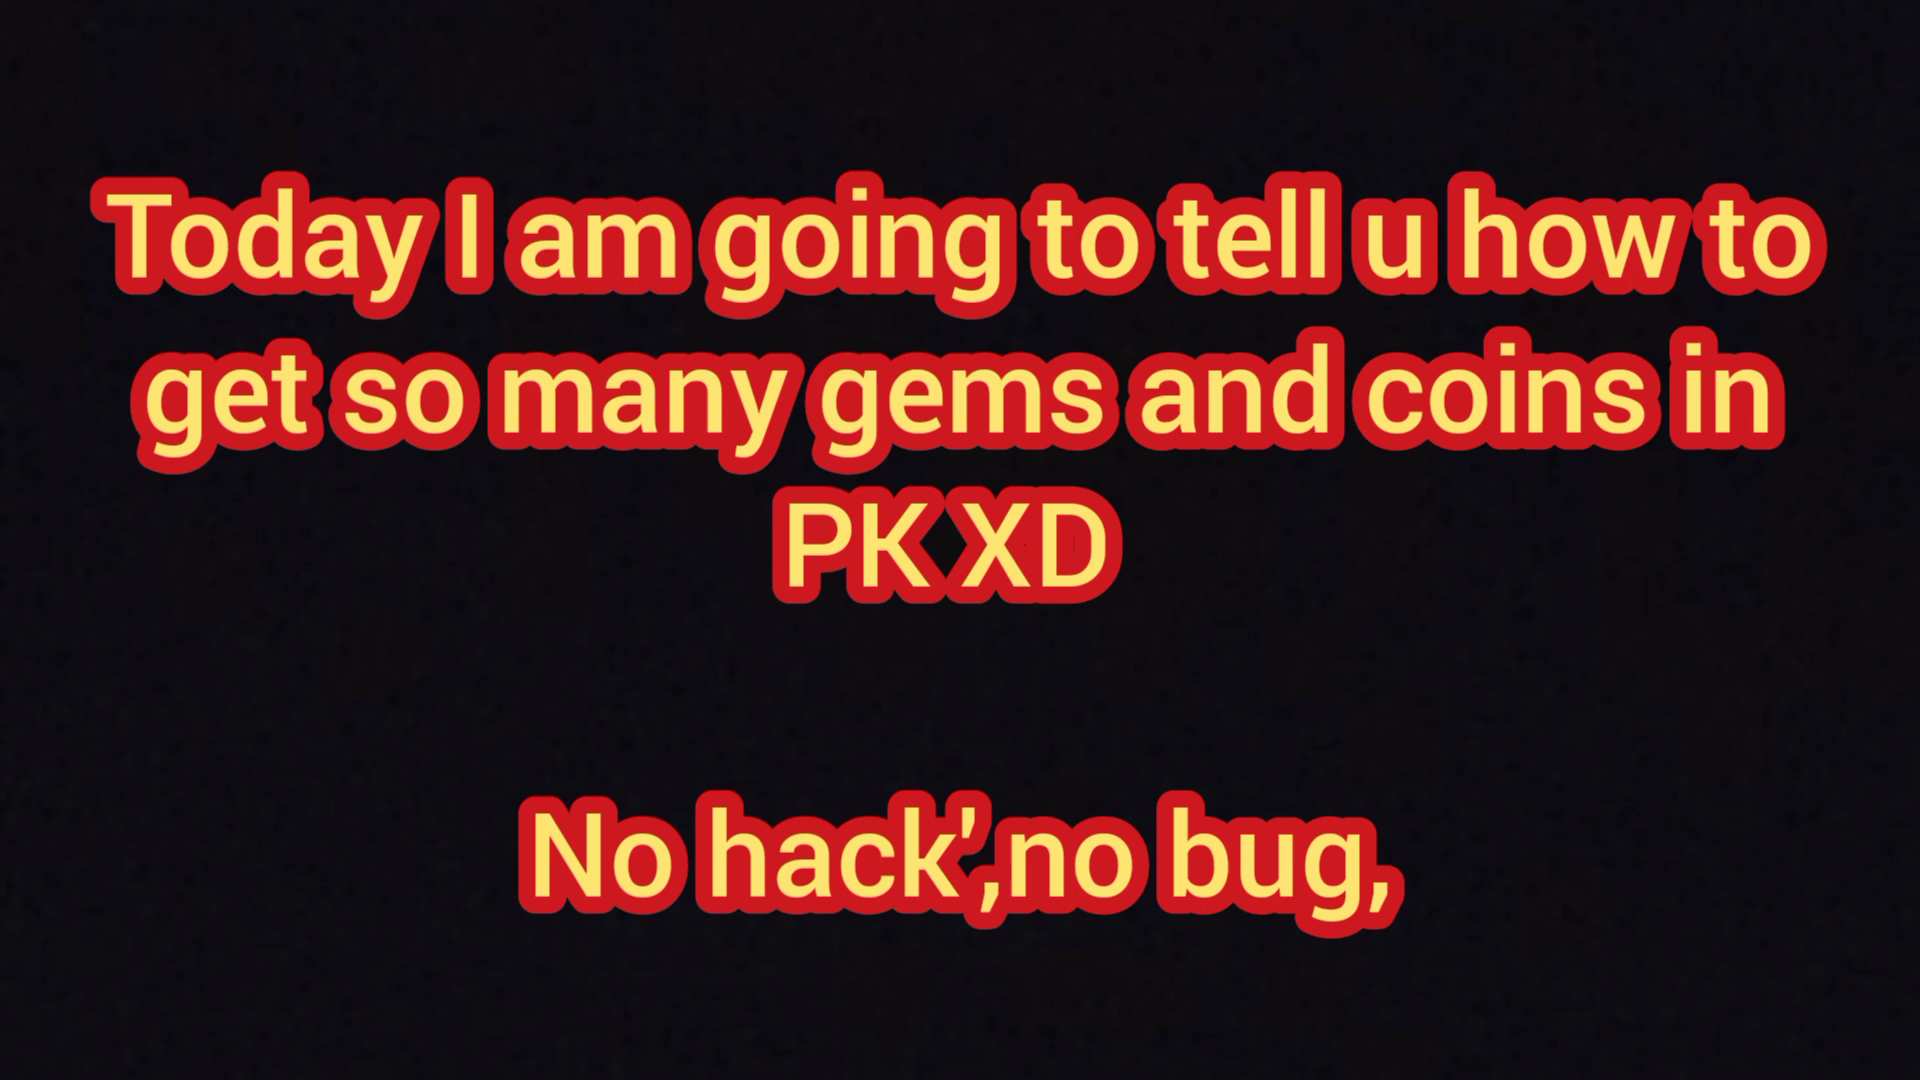 Today I am going to tell u how to
get so many gems and coins in
PK XD
No hack',no bug,